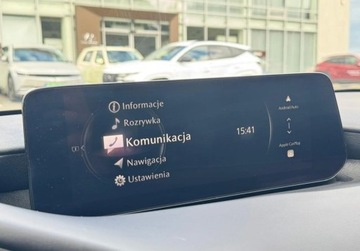 Informacje
Rozrywka
Komunikacja
Nawigacja
Ustawienia
15:41
Android Auto
Apple CarPlay